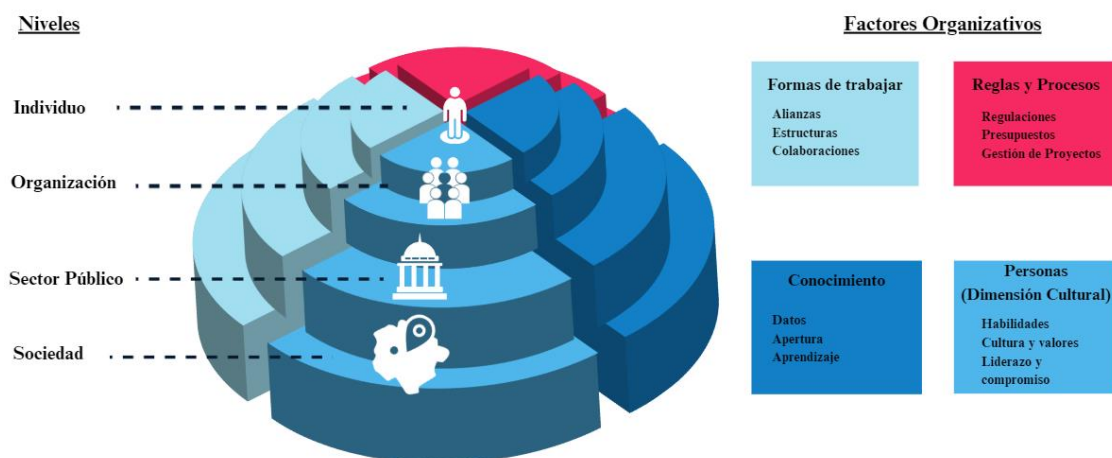 Niveles
Individuo
Organización
Sector Público
Sociedad
Factores Organizativos
Formas de trabajar
Alianzas
Estructuras
Colaboraciones
Reglas y Procesos
Regulaciones
Presupuestos
Gestión de Proyectos
Conocimiento
Datos
Apertura
Aprendizaje
Personas
(Dimensión Cultural)
Habilidades
Cultura y valores
Liderazo y
compromiso